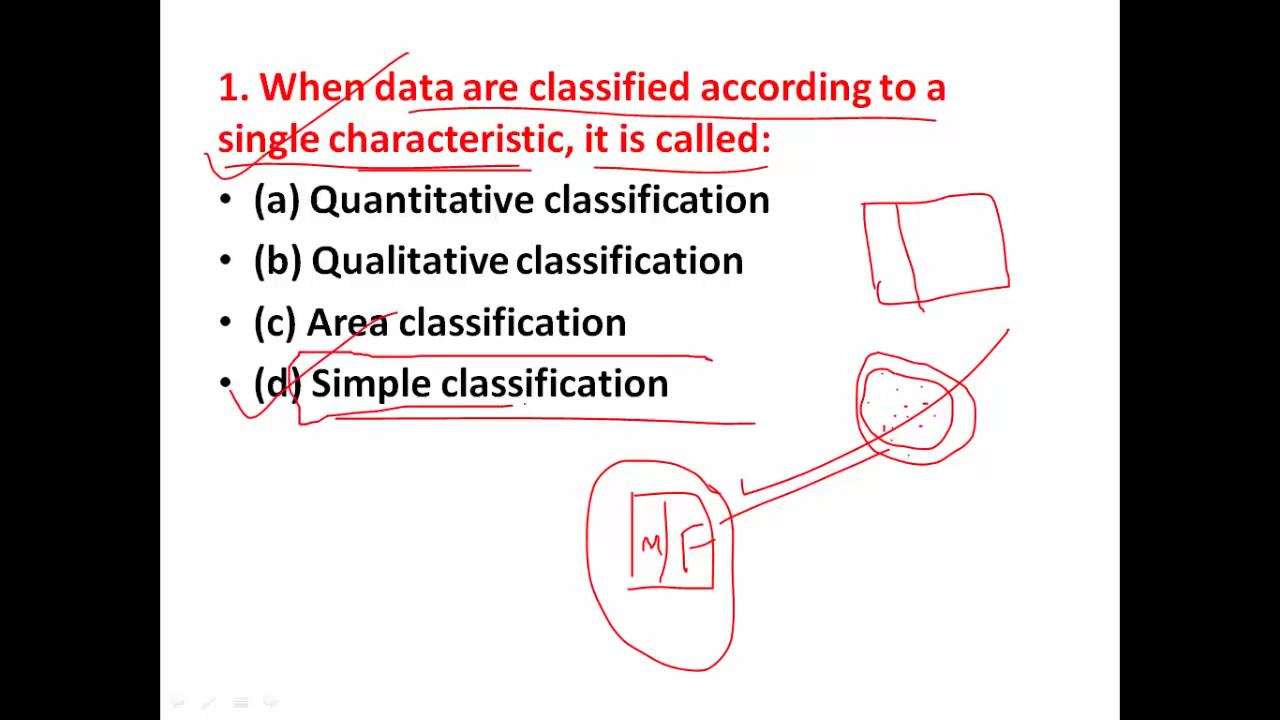 1. When data are classified according to a
single characteristic, it is called:
• (a) Quantitative classification
• (b) Qualitative classification
• (c) Area classification
• (d) Simple classification
M F